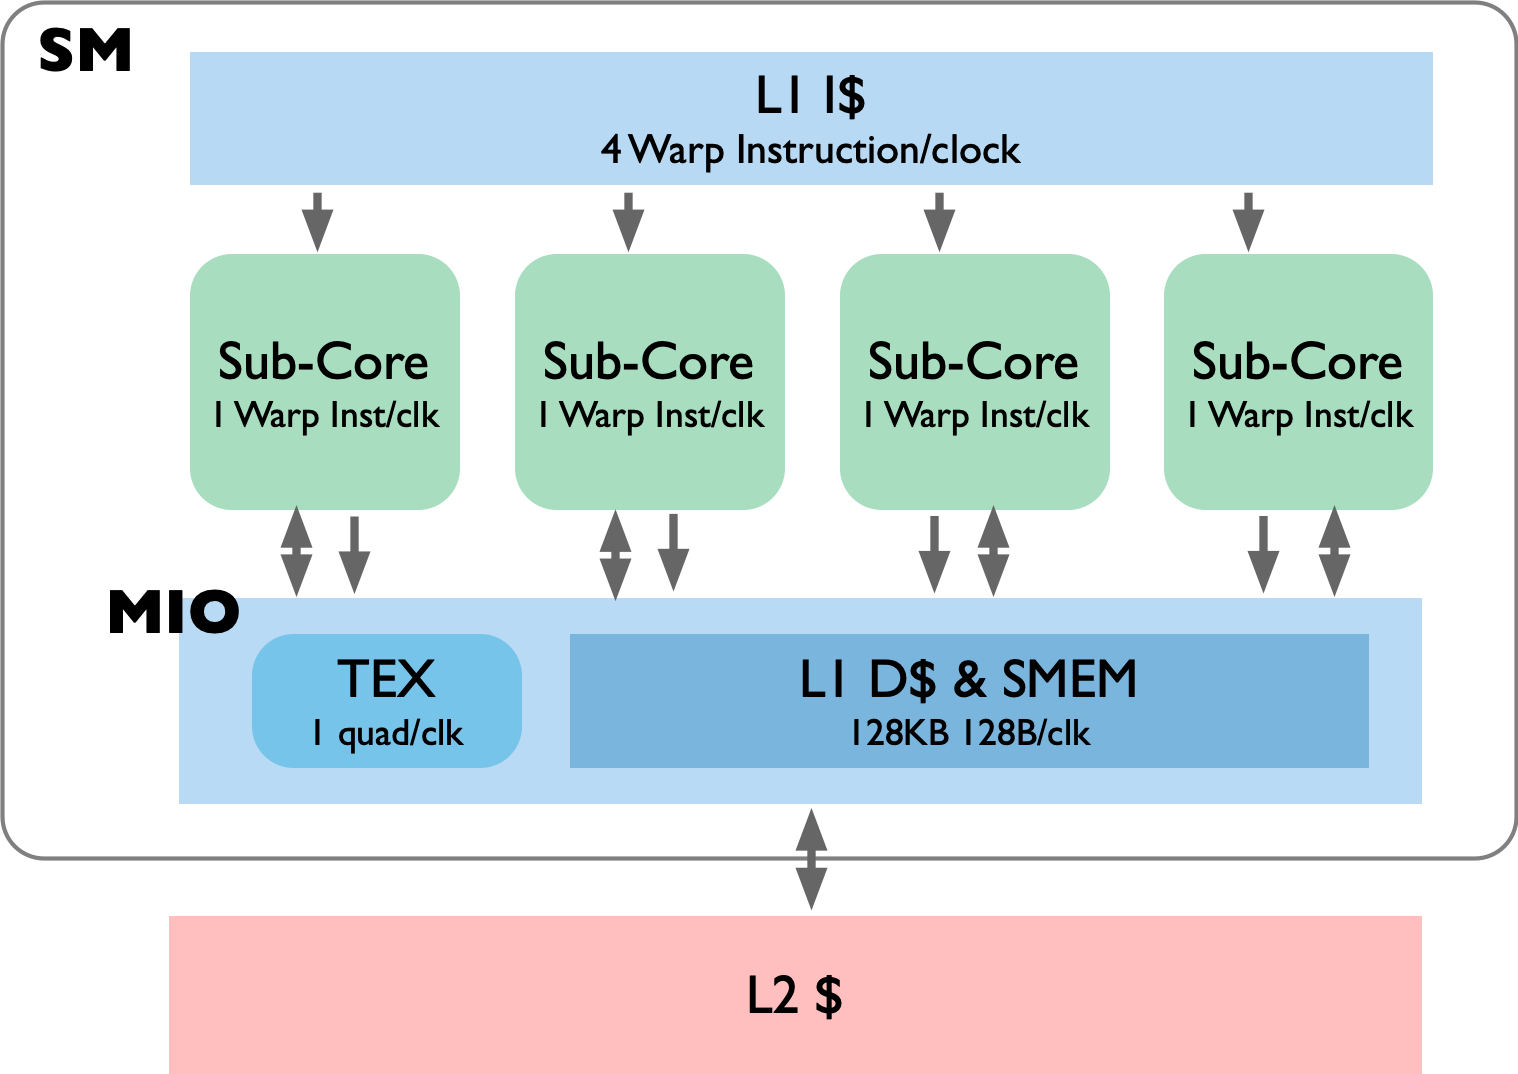 SM
L1 I$
4 Warp Instruction/clock
Sub-Core
1 Warp Inst/clk
Sub-Core
1 Warp Inst/clk
Sub-Core
1 Warp Inst/clk
Sub-Core
1 Warp Inst/clk
MIO
TEX
1 quad/clk
L1 D$ & SMEM
128KB 128B/clk
L2 $